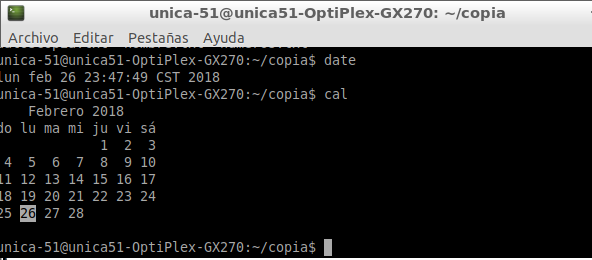 unica-51@unica51-OptiPlex-GX270: ~/copia
Archivo Editar Pestañas Ayuda
unica-51@unica51-OptiPlex-GX270:~/copia$ date
lun feb 26 23:47:49 CST 2018
unica-51@unica51-OptiPlex-GX270:~/copia$ cal
Febrero 2018
do lu ma mi ju vi sá
1 2 3
4 5 6 7 8 9 10
11 12 13 14 15 16 17
18 19 20 21 22 23 24
25 26 27 28
unica-51@unica51-OptiPlex-GX270:~/copia$